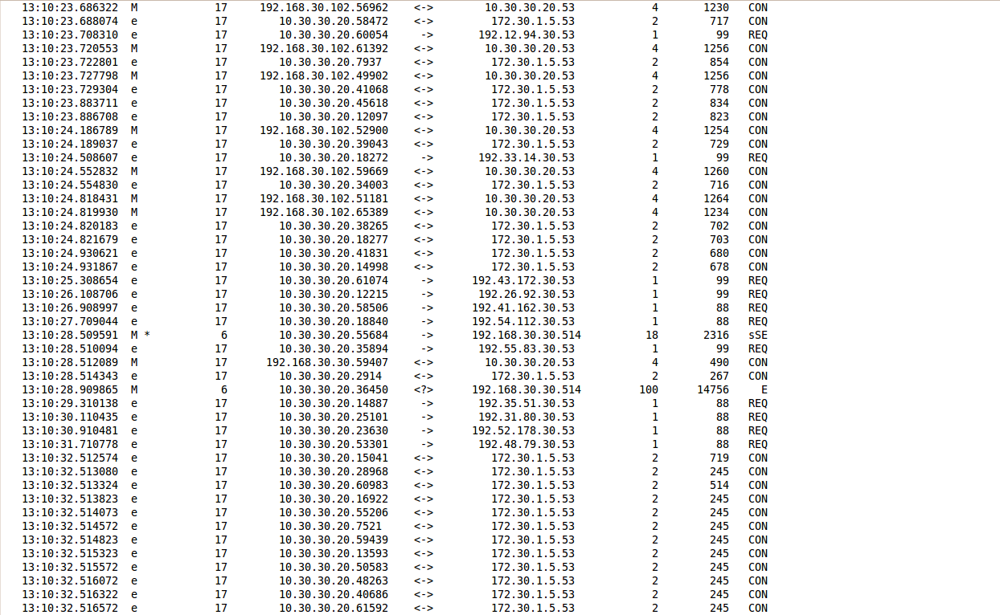 13:10:23.686322 M 17 192.168.30.102.56962 <-> 10.30.30.20.53 4 1230 CON
13:10:23.688074 e 17 10.30.30.20.58472 <-> 172.30.1.5.53 2 717 CON
13:10:23.708310 e 17 10.30.30.20.60054 -> 192.12.94.30.53 1 99 REQ
13:10:23.720553 M 17 192.168.30.102.61392 <-> 10.30.30.20.53 4 1256 CON
13:10:23.722801 e 17 10.30.30.20.7937 <-> 172.30.1.5.53 2 854 CON
13:10:23.727798 M 17 192.168.30.102.49902 <-> 10.30.30.20.53 4 1256 CON
13:10:23.729304 e 17 10.30.30.20.41068 <-> 172.30.1.5.53 2 778 CON
13:10:23.883711 e 17 10.30.30.20.45618 <-> 172.30.1.5.53 2 834 CON
13:10:23.886708 e 17 10.30.30.20.12097 <-> 172.30.1.5.53 2 823 CON
13:10:24.186789 M 17 192.168.30.102.52900 <-> 10.30.30.20.53 4 1254 CON
13:10:24.189037 e 17 10.30.30.20.39043 <-> 172.30.1.5.53 2 729 CON
13:10:24.508607 e 17 10.30.30.20.18272 -> 192.33.14.30.53 1 99 REQ
13:10:24.552832 M 17 192.168.30.102.59669 <-> 10.30.30.20.53 4 1260 CON
13:10:24.554830 e 17 10.30.30.20.34003 <-> 172.30.1.5.53 2 716 CON
13:10:24.818431 M 17 192.168.30.102.51181 <-> 10.30.30.20.53 4 1264 CON
13:10:24.819930 M 17 192.168.30.102.65389 <-> 10.30.30.20.53 4 1234 CON
13:10:24.820183 e 17 10.30.30.20.38265 <-> 172.30.1.5.53 2 702 CON
13:10:24.821679 e 17 10.30.30.20.18277 <-> 172.30.1.5.53 2 703 CON
13:10:24.930621 e 17 10.30.30.20.41831 <-> 172.30.1.5.53 2 680 CON
13:10:24.931867 e 17 10.30.30.20.14998 <-> 172.30.1.5.53 2 678 CON
13:10:25.308654 e 17 10.30.30.20.61074 -> 192.43.172.30.53 1 99 REQ
13:10:26.108706 e 17 10.30.30.20.12215 -> 192.26.92.30.53 1 99 REQ
13:10:26.908997 e 17 10.30.30.20.58506 -> 192.41.162.30.53 1 88 REQ
13:10:27.709044 e 17 10.30.30.20.18840 -> 192.54.112.30.53 1 88 REQ
13:10:28.509591 M * 6 10.30.30.20.55684 -> 192.168.30.30.514 18 2316 sSE
13:10:28.510094 e 17 10.30.30.20.35894 -> 192.55.83.30.53 1 99 REQ
13:10:28.512089 M 17 192.168.30.30.59407 <-> 10.30.30.20.53 4 490 CON
13:10:28.514343 e 17 10.30.30.20.2914 <-> 172.30.1.5.53 2 267 CON
13:10:28.909865 M 6 10.30.30.20.36450 <?> 192.168.30.30.514 100 14756 E
13:10:29.310138 e 17 10.30.30.20.14887 -> 192.35.51.30.53 1 88 REQ
13:10:30.110435 e 17 10.30.30.20.25101 -> 192.31.80.30.53 1 88 REQ
13:10:30.910481 e 17 10.30.30.20.23630 -> 192.52.178.30.53 1 88 REQ
13:10:31.710778 e 17 10.30.30.20.53301 -> 192.48.79.30.53 1 88 REQ
13:10:32.512574 e 17 10.30.30.20.15041 <-> 172.30.1.5.53 2 719 CON
13:10:32.513080 e 17 10.30.30.20.28968 <-> 172.30.1.5.53 2 245 CON
13:10:32.513324 e 17 10.30.30.20.60983 <-> 172.30.1.5.53 2 514 CON
13:10:32.513823 e 17 10.30.30.20.16922 <-> 172.30.1.5.53 2 245 CON
13:10:32.514073 e 17 10.30.30.20.55206 <-> 172.30.1.5.53 2 245 CON
13:10:32.514572 e 17 10.30.30.20.7521 <-> 172.30.1.5.53 2 245 CON
13:10:32.514823 e 17 10.30.30.20.59439 <-> 172.30.1.5.53 2 245 CON
13:10:32.515323 e 17 10.30.30.20.13593 <-> 172.30.1.5.53 2 245 CON
13:10:32.515572 e 17 10.30.30.20.50583 <-> 172.30.1.5.53 2 245 CON
13:10:32.516072 e 17 10.30.30.20.48263 <-> 172.30.1.5.53 2 245 CON
13:10:32.516322 e 17 10.30.30.20.40686 <-> 172.30.1.5.53 2 245 CON
13:10:32.516572 e 17 10.30.30.20.61592 <-> 172.30.1.5.53 2 245 CON